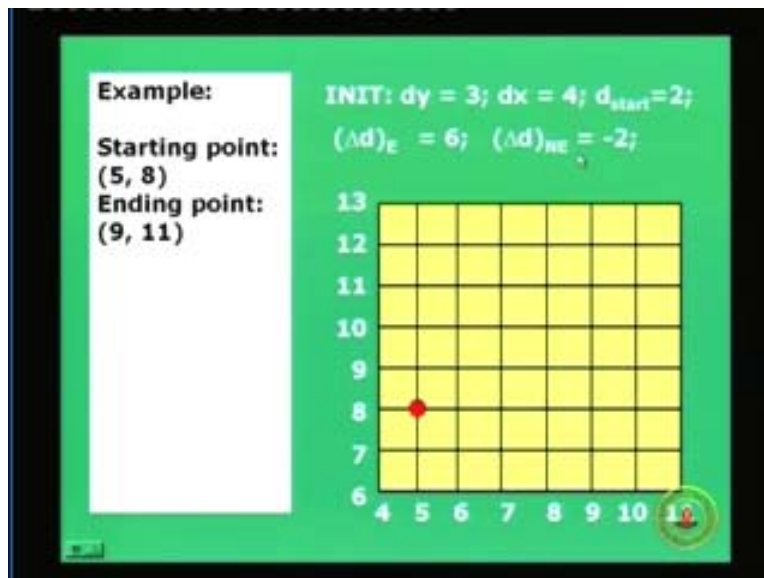 Example:
Starting point:
(5, 8)
Ending point:
(9, 11)
INIT: dy = 3; dx = 4; dstart=2;
(Δd)E = 6; (Δd)NE = -2;
13
12
11
10
9
8
7
6
4 5 6 7 8 9 10